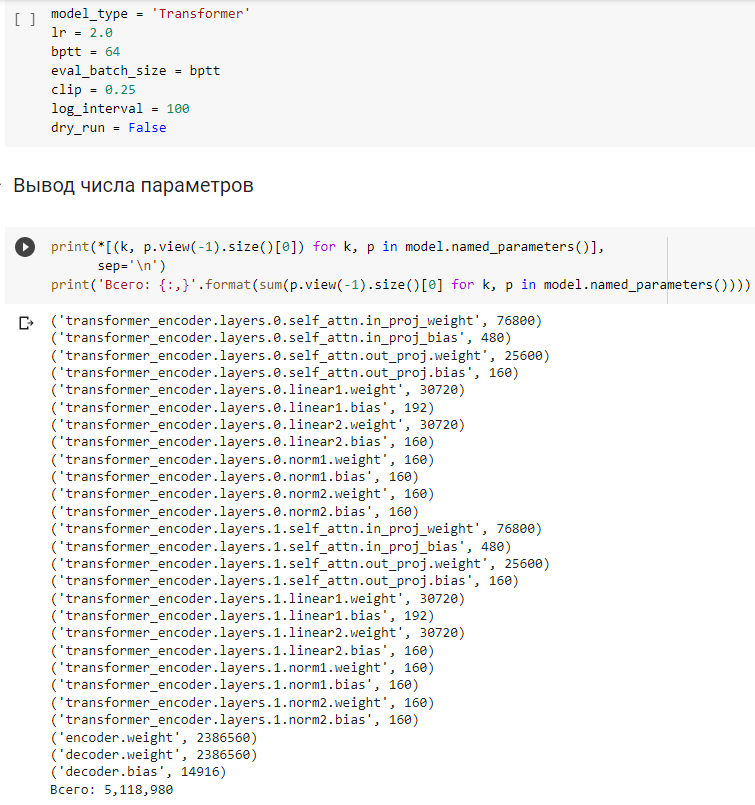 [ ] model_type = 'Transformer'
lr = 2.0
bptt = 64
eval_batch_size = bptt
clip = 0.25
log_interval = 100
dry_run = False
Вывод числа параметров
print(*[(k, p.view(-1).size()[0]) for k, p in model.named_parameters()],
sep='\n')
print('Всего: {:,}'.format(sum(p.view(-1).size()[0] for k, p in model.named_parameters())))
('transformer_encoder.layers.0.self_attn.in_proj_weight', 76800)
('transformer_encoder.layers.0.self_attn.in_proj_bias', 480)
('transformer_encoder.layers.0.self_attn.out_proj.weight', 25600)
('transformer_encoder.layers.0.self_attn.out_proj.bias', 160)
('transformer_encoder.layers.0.linear1.weight', 30720)
('transformer_encoder.layers.0.linear1.bias', 192)
('transformer_encoder.layers.0.linear2.weight', 30720)
('transformer_encoder.layers.0.linear2.bias', 160)
('transformer_encoder.layers.0.norm1.weight', 160)
('transformer_encoder.layers.0.norm1.bias', 160)
('transformer_encoder.layers.0.norm2.weight', 160)
('transformer_encoder.layers.0.norm2.bias', 160)
('transformer_encoder.layers.1.self_attn.in_proj_weight', 76800)
('transformer_encoder.layers.1.self_attn.in_proj_bias', 480)
('transformer_encoder.layers.1.self_attn.out_proj.weight', 25600)
('transformer_encoder.layers.1.self_attn.out_proj.bias', 160)
('transformer_encoder.layers.1.linear1.weight', 30720)
('transformer_encoder.layers.1.linear1.bias', 192)
('transformer_encoder.layers.1.linear2.weight', 30720)
('transformer_encoder.layers.1.linear2.bias', 160)
('transformer_encoder.layers.1.norm1.weight', 160)
('transformer_encoder.layers.1.norm1.bias', 160)
('transformer_encoder.layers.1.norm2.weight', 160)
('transformer_encoder.layers.1.norm2.bias', 160)
('encoder.weight', 2386560)
('decoder.weight', 2386560)
('decoder.bias', 14916)
Всего: 5,118,980